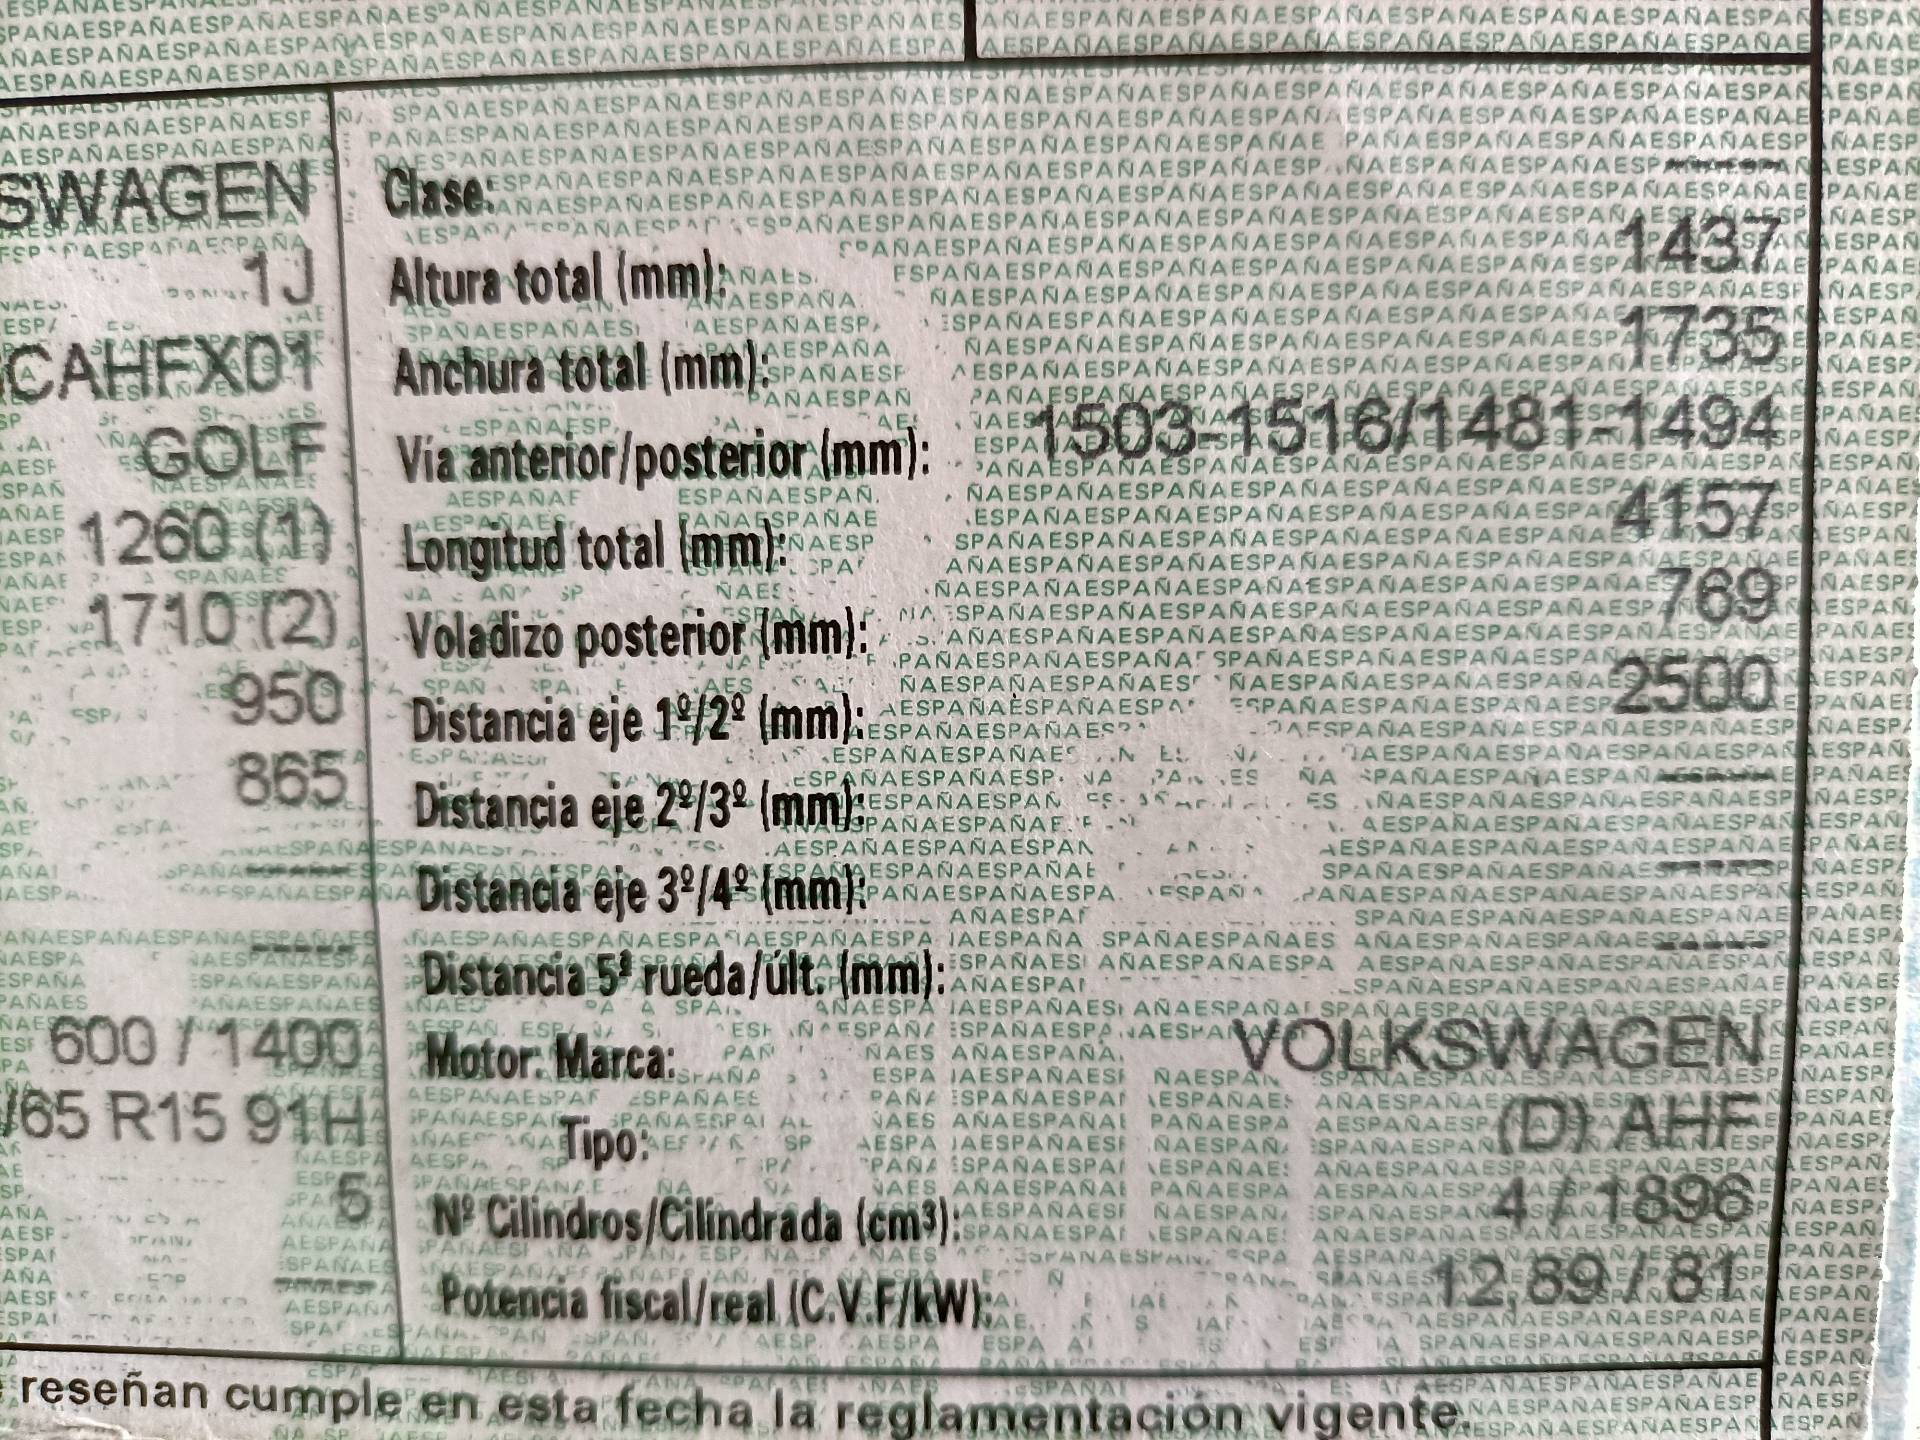 SWAGEN
1J
CAHFX01
GOLF
1260 (1)
1710 (2)
950
865
-----
-----
600 / 1400
/65 R15 91H
5
-----
Clase: -----
Altura total (mm): 1437
Anchura total (mm): 1735
Vía anterior/posterior (mm): 1503-1516/1481-1494
Longitud total (mm): 4157
Voladizo posterior (mm): 769
Distancia eje 1º/2º (mm): 2500
Distancia eje 2º/3º (mm): -----
Distancia eje 3º/4º (mm): -----
Distancia 5ª rueda/últ. (mm): -----
Motor: Marca: VOLKSWAGEN
Tipo: (D) AHF
Nº Cilindros/Cilindrada (cm³): 4 / 1896
Potencia fiscal/real (C.V.F/kW): 12,89 / 81
reseñan cumple en esta fecha la reglamentación vigente.